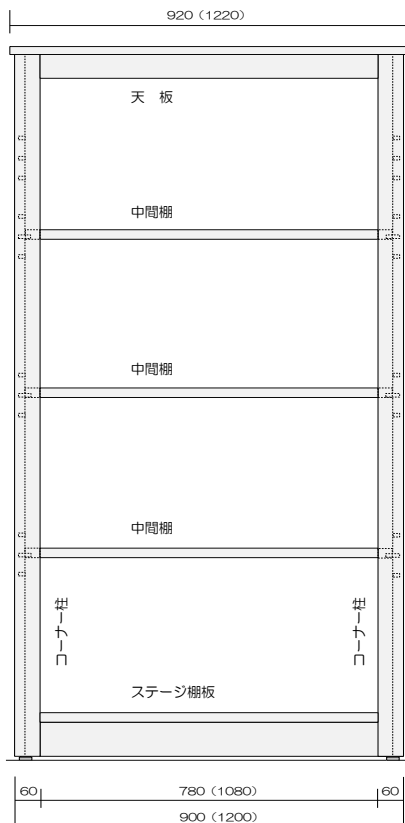 920（1220）
天　板
中間棚
中間棚
中間棚
コーナー柱
コーナー柱
ステージ棚板
60
780（1080）
60
900（1200）